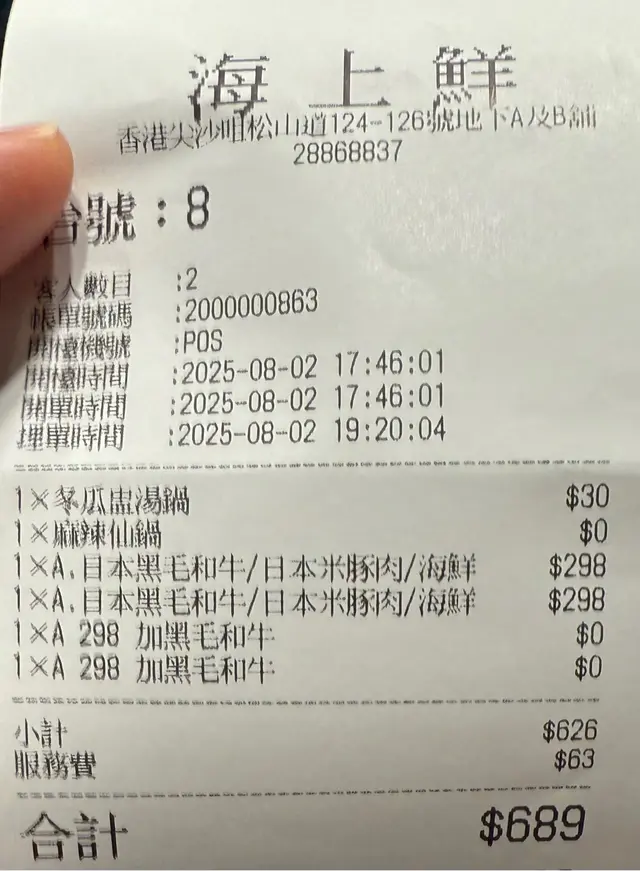 海上鮮
香港尖沙咀松山道124-126號地下A及B舖
28868837
台號：8
客人數目 :2
帳單號碼 :2000000863
開檯機號 :POS
開檯時間 :2025-08-02 17:46:01
開單時間 :2025-08-02 17:46:01
埋單時間 :2025-08-02 19:20:04
1×冬瓜盅湯鍋 $30
1×麻辣仙鍋 $0
1×A.日本黑毛和牛/日本米豚肉/海鮮 $298
1×A.日本黑毛和牛/日本米豚肉/海鮮 $298
1×A 298 加黑毛和牛 $0
1×A 298 加黑毛和牛 $0
小計 $626
服務費 $63
合計 $689